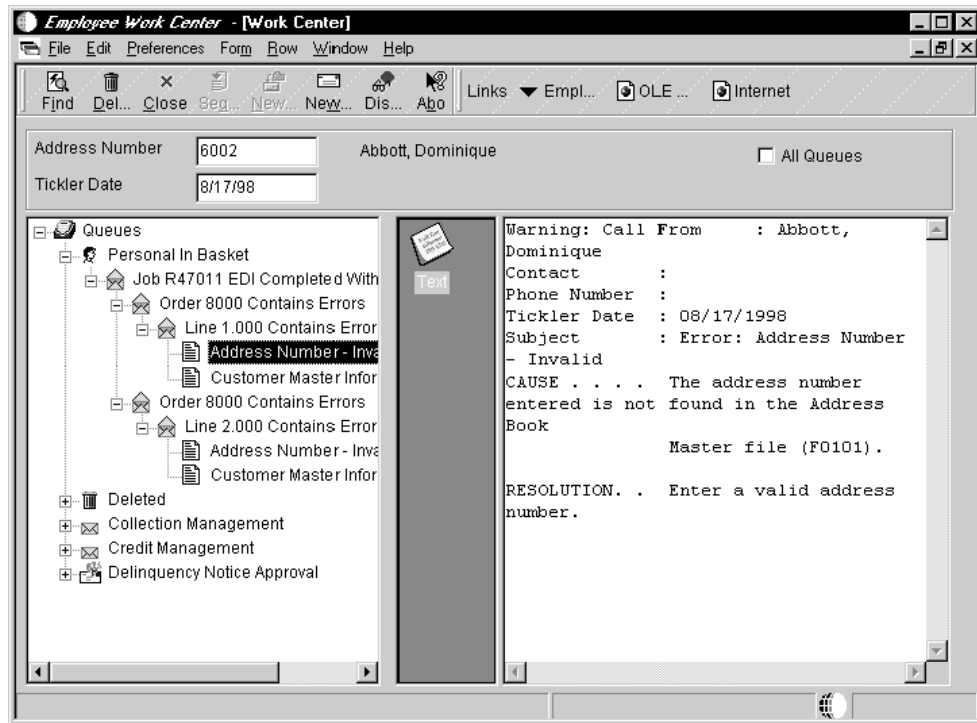 Employee Work Center - [Work Center]
File Edit Preferences Form Row Window Help
Find Del... Close Seq... New... New... Dis... Abo Links Empl... OLE ... Internet
Address Number 6002 Abbott, Dominique All Queues
Tickler Date 8/17/98
Queues
Personal In Basket
Job R47011 EDI Completed With
Order 8000 Contains Errors
Line 1.000 Contains Error
Address Number - Inva
Customer Master Infor
Order 8000 Contains Errors
Line 2.000 Contains Error
Address Number - Inva
Customer Master Infor
Deleted
Collection Management
Credit Management
Delinquency Notice Approval
Text
Warning: Call From : Abbott,
Dominique
Contact :
Phone Number :
Tickler Date : 08/17/1998
Subject : Error: Address Number
- Invalid
CAUSE . . . . The address number
entered is not found in the Address
Book
Master file (F0101).
RESOLUTION. . Enter a valid address
number.